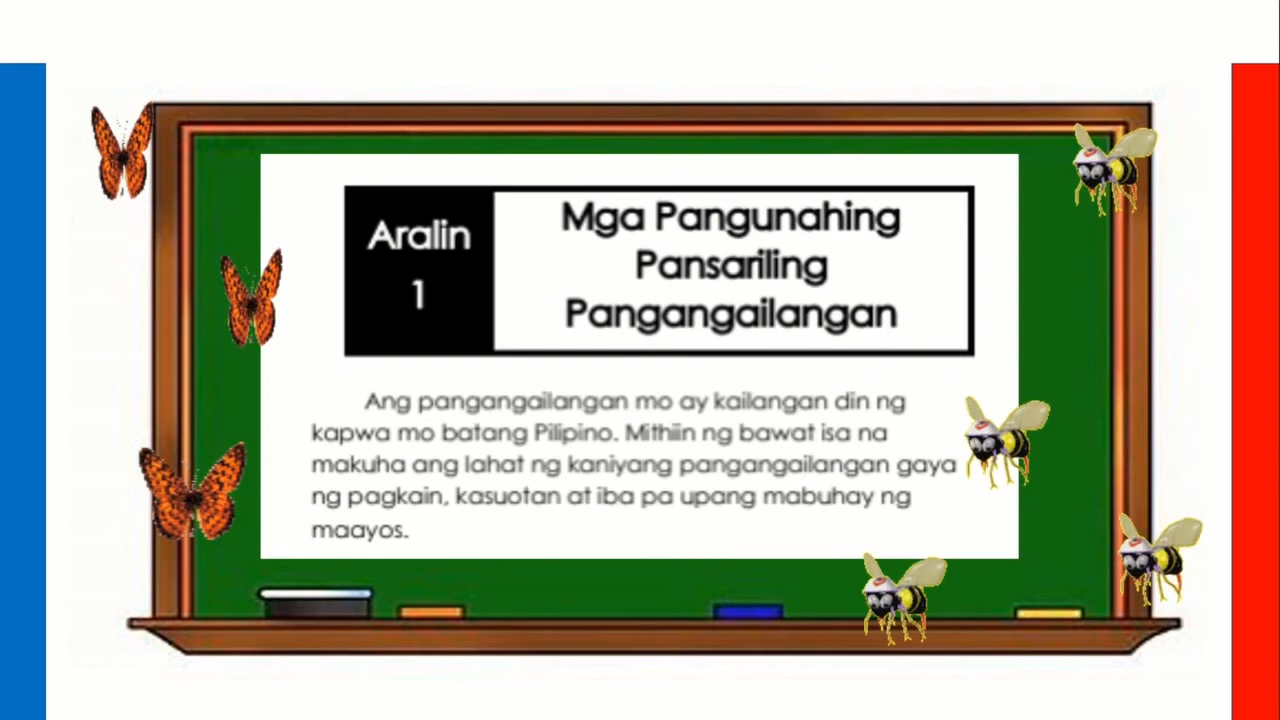 Aralin
1
Mga Pangunahing
Pansariling
Pangangailangan
Ang pangangailangan mo ay kailangan din ng
kapwa mo batang Pilipino. Mithiin ng bawat isa na
makuha ang lahat ng kaniyang pangangailangan gaya
ng pagkain, kasuotan at iba pa upang mabuhay ng
maayos.